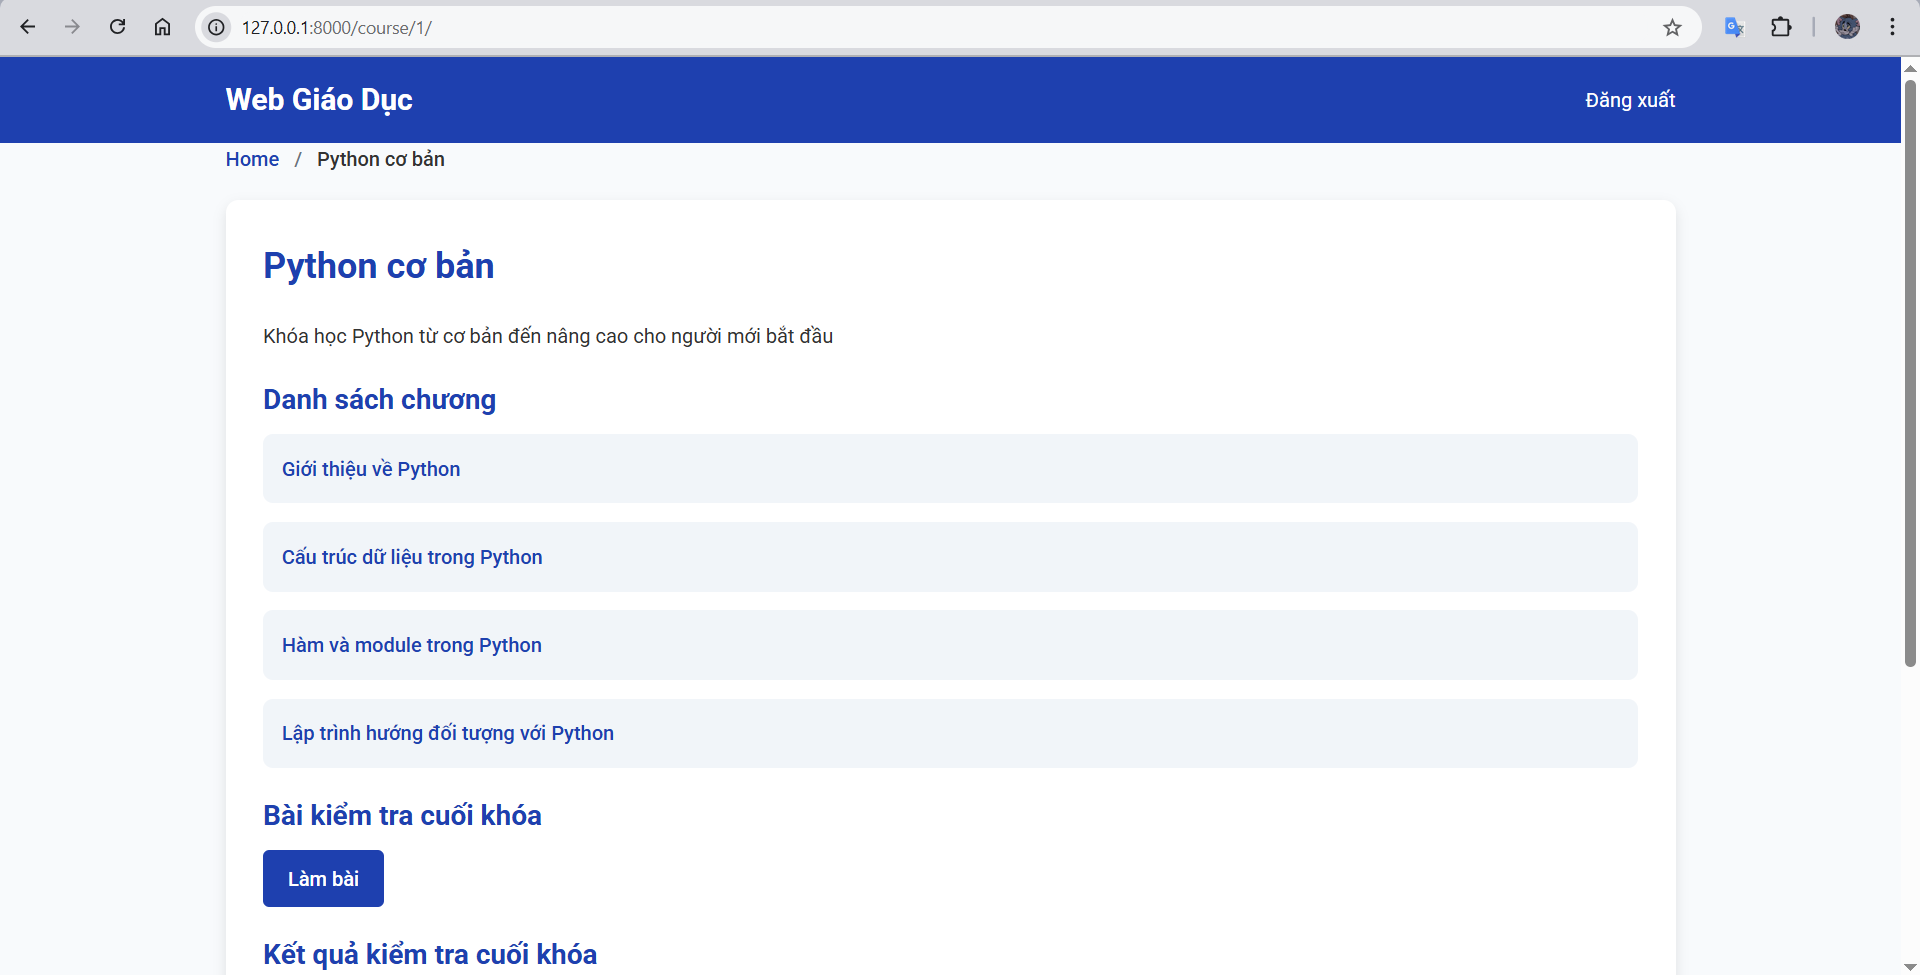 127.0.0.1:8000/course/1/
Web Giáo Dục
Đăng xuất
Home / Python cơ bản
Python cơ bản
Khóa học Python từ cơ bản đến nâng cao cho người mới bắt đầu
Danh sách chương
Giới thiệu về Python
Cấu trúc dữ liệu trong Python
Hàm và module trong Python
Lập trình hướng đối tượng với Python
Bài kiểm tra cuối khóa
Làm bài
Kết quả kiểm tra cuối khóa